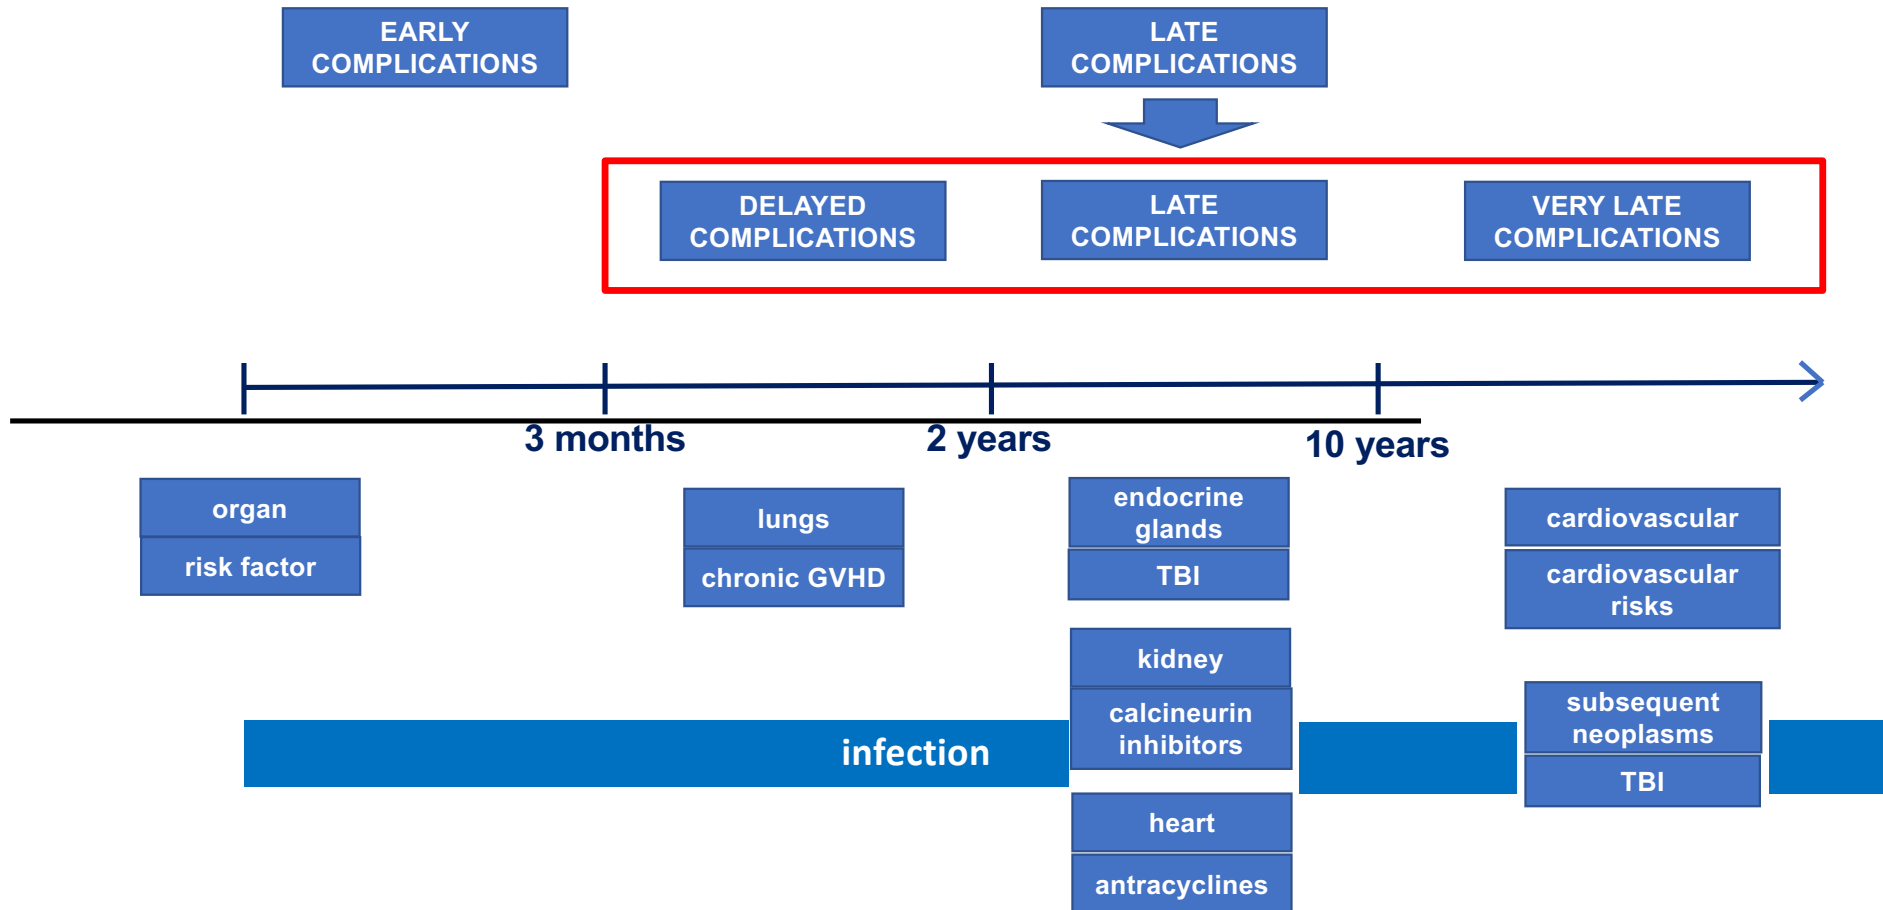 EARLY
COMPLICATIONS
LATE
COMPLICATIONS
DELAYED
COMPLICATIONS
LATE
COMPLICATIONS
VERY LATE
COMPLICATIONS
3 months
2 years
10 years
organ
risk factor
lungs
chronic GVHD
endocrine
glands
TBI
cardiovascular
cardiovascular
risks
kidney
calcineurin
inhibitors
infection
subsequent
neoplasms
TBI
heart
antracyclines